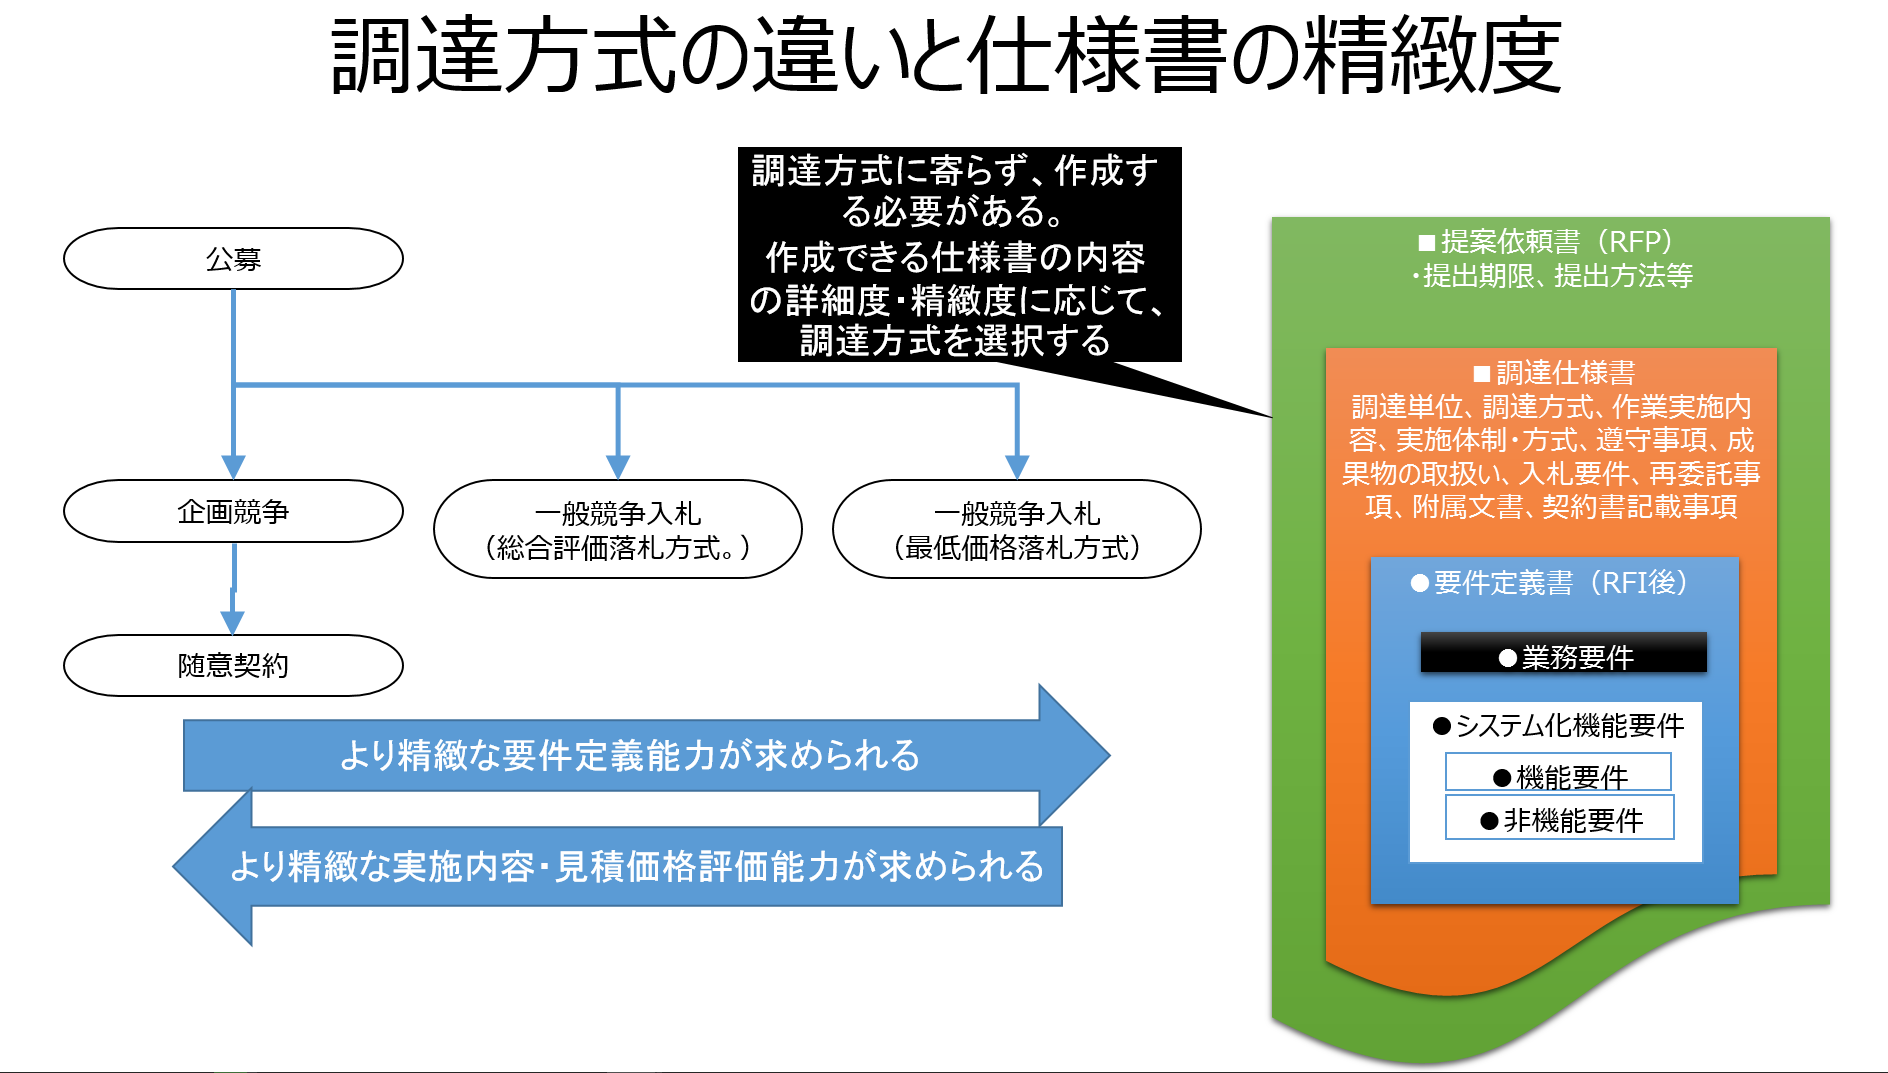 調達方式の違いと仕様書の精緻度
調達方式に寄らず、作成す
る必要がある。
作成できる仕様書の内容
の詳細度・精緻度に応じて、
調達方式を選択する
公募
企画競争
一般競争入札
（総合評価落札方式。）
一般競争入札
（最低価格落札方式）
随意契約
より精緻な要件定義能力が求められる
より精緻な実施内容・見積価格評価能力が求められる
■提案依頼書（RFP）
・提出期限、提出方法等
■調達仕様書
調達単位、調達方式、作業実施内
容、実施体制・方式、遵守事項、成
果物の取扱い、入札要件、再委託事
項、附属文書、契約書記載事項
●要件定義書（RFI後）
●業務要件
●システム化機能要件
●機能要件
●非機能要件